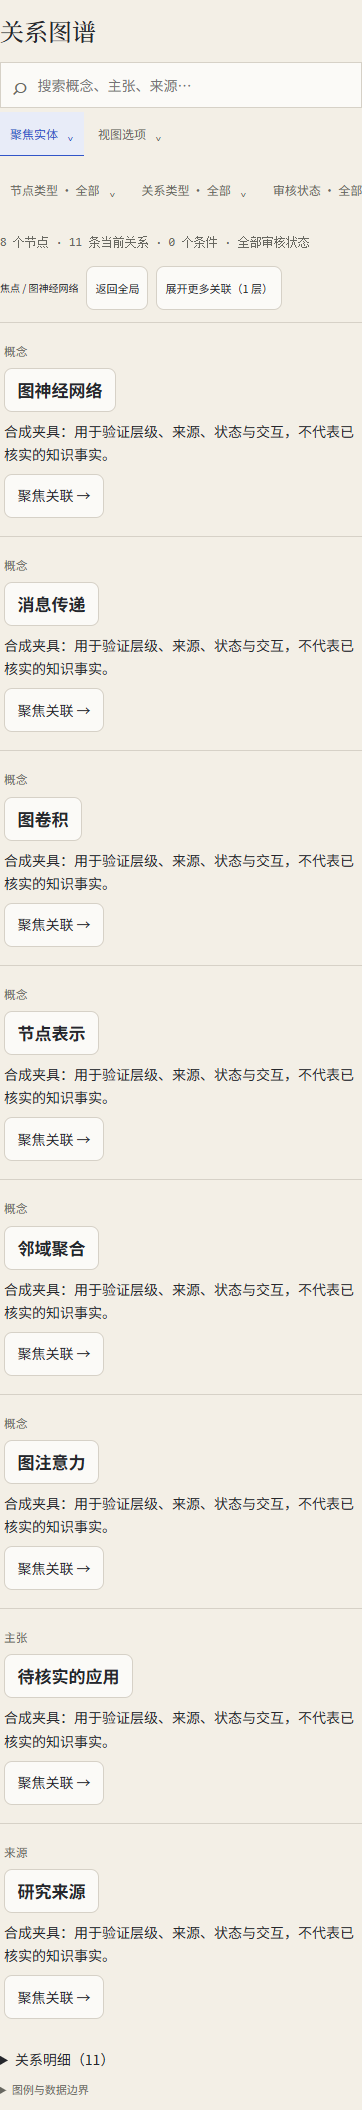 关系图谱
搜索概念、主张、来源…
聚焦实体 视图选项
节点类型 · 全部 关系类型 · 全部 审核状态 · 全部
8 个节点 · 11 条当前关系 · 0 个条件 · 全部审核状态
焦点 / 图神经网络 返回全局 展开更多关联（1 层）
概念
图神经网络
合成夹具：用于验证层级、来源、状态与交互，不代表已
核实的知识事实。
聚焦关联 →
概念
消息传递
合成夹具：用于验证层级、来源、状态与交互，不代表已
核实的知识事实。
聚焦关联 →
概念
图卷积
合成夹具：用于验证层级、来源、状态与交互，不代表已
核实的知识事实。
聚焦关联 →
概念
节点表示
合成夹具：用于验证层级、来源、状态与交互，不代表已
核实的知识事实。
聚焦关联 →
概念
邻域聚合
合成夹具：用于验证层级、来源、状态与交互，不代表已
核实的知识事实。
聚焦关联 →
概念
图注意力
合成夹具：用于验证层级、来源、状态与交互，不代表已
核实的知识事实。
聚焦关联 →
主张
待核实的应用
合成夹具：用于验证层级、来源、状态与交互，不代表已
核实的知识事实。
聚焦关联 →
来源
研究来源
合成夹具：用于验证层级、来源、状态与交互，不代表已
核实的知识事实。
聚焦关联 →
关系明细（11）
图例与数据边界